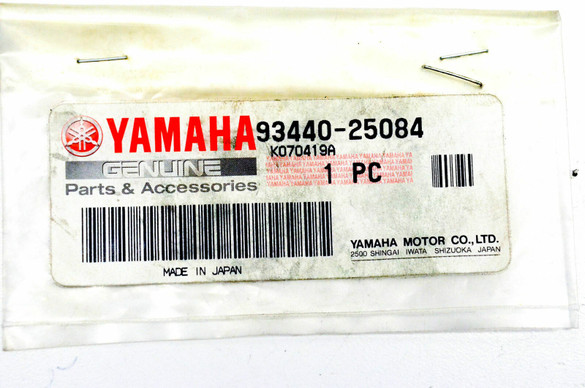 YAMAHA 93440-25084
K070419A
GENUINE
Parts & Accessories
1 PC
YAMAHA MOTOR CO., LTD.
2500 SHINGAI IWATA SHIZUOKA JAPAN
MADE IN JAPAN